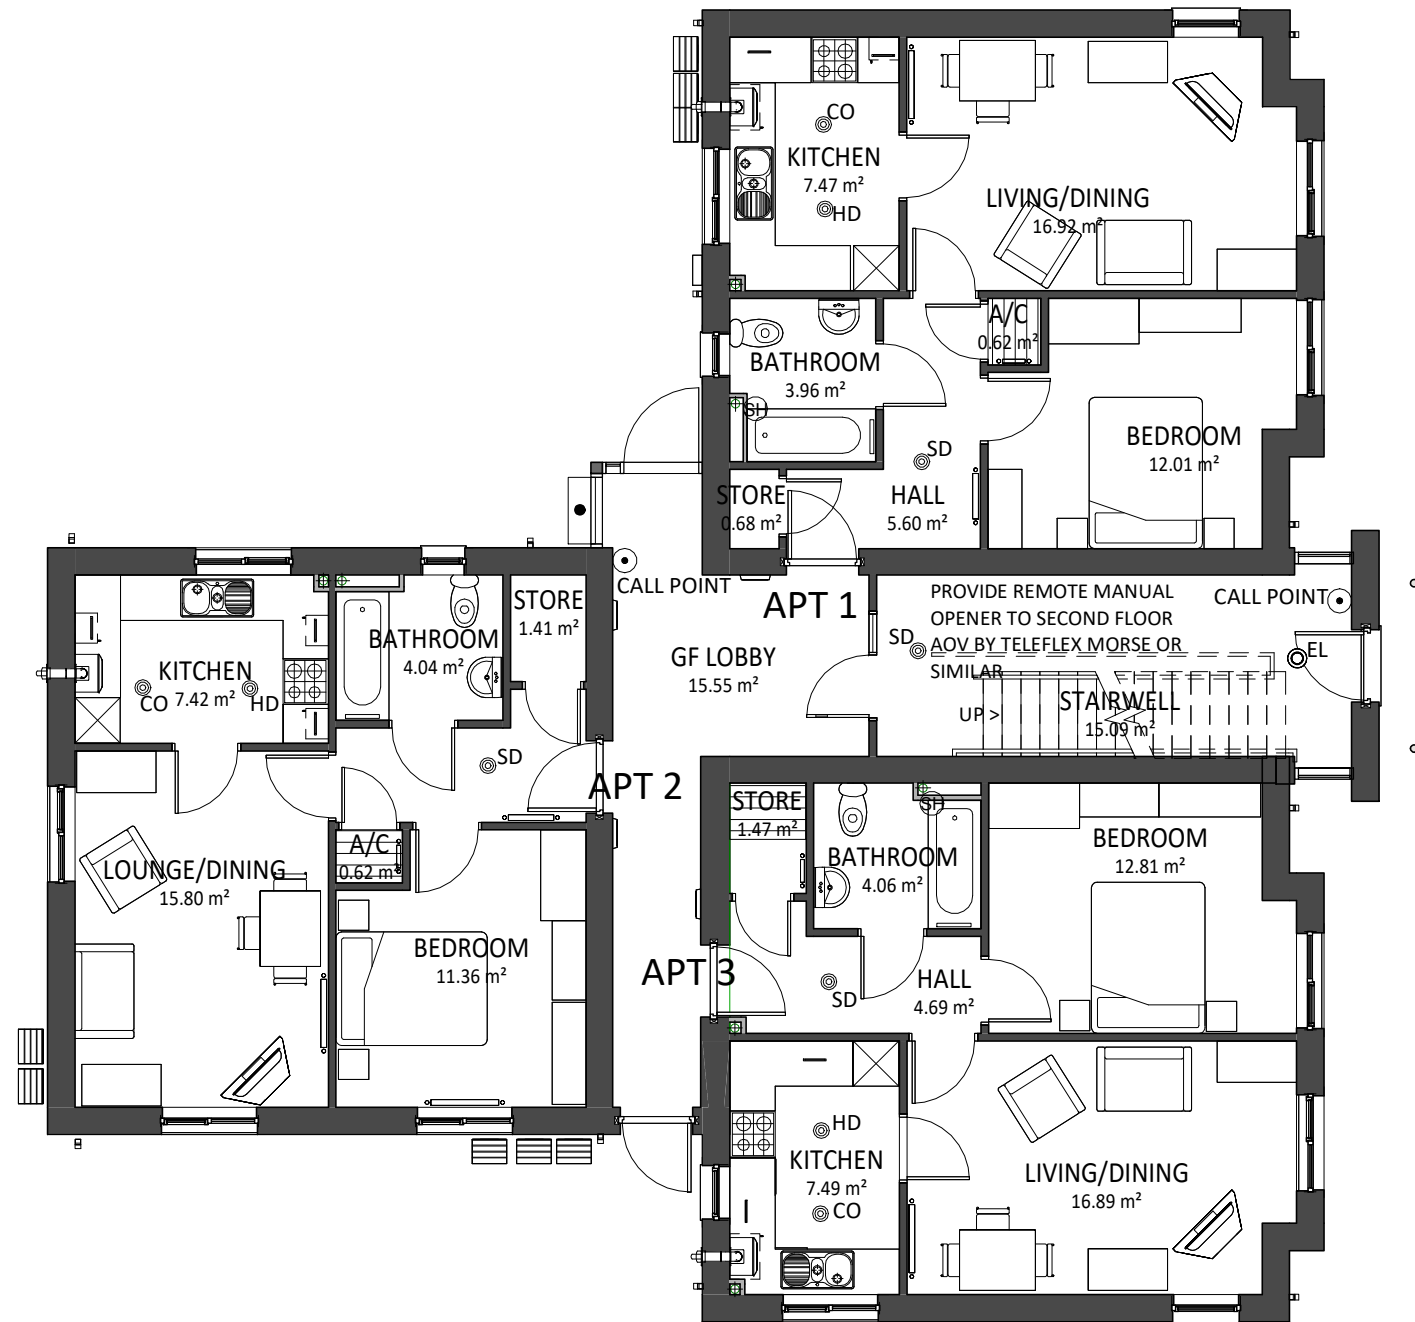 CO
KITCHEN
7.47 m²
HD
LIVING/DINING
16.92 m²
A/C
0.62 m²
BATHROOM
3.96 m²
SH
BEDROOM
12.01 m²
SD
STORE
0.68 m²
HALL
5.60 m²
CALL POINT
APT 1
PROVIDE REMOTE MANUAL
OPENER TO SECOND FLOOR
AOV BY TELEFLEX MORSE OR
SIMILAR
CALL POINT
SD
EL
GF LOBBY
15.55 m²
UP >
STAIRWELL
15.09 m²
STORE
1.41 m²
BATHROOM
4.04 m²
KITCHEN
7.42 m²
CO
HD
SD
APT 2
A/C
0.62 m²
LOUNGE/DINING
15.80 m²
BEDROOM
11.36 m²
STORE
1.47 m²
SH
BATHROOM
4.06 m²
BEDROOM
12.81 m²
APT 3
SD
HALL
4.69 m²
HD
KITCHEN
7.49 m²
CO
LIVING/DINING
16.89 m²